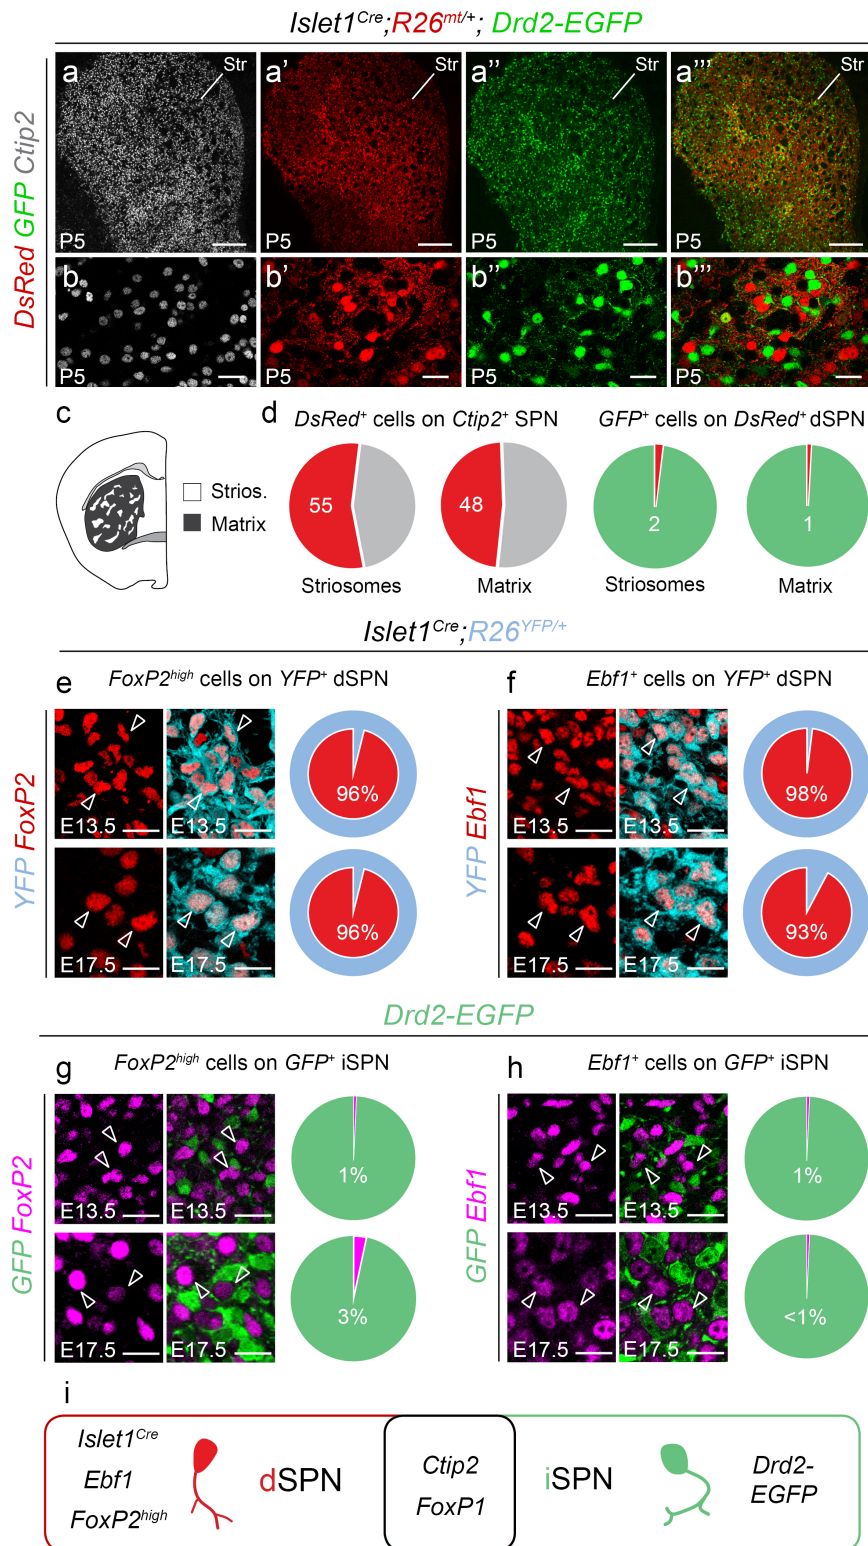 Islet1Cre;R26mt/+; Drd2-EGFP
DsRed GFP Ctip2
a Str P5
a' Str P5
a'' Str P5
a''' Str P5
b P5
b' P5
b'' P5
b''' P5
c
Strios.
Matrix
d
DsRed+ cells on Ctip2+ SPN
GFP+ cells on DsRed+ dSPN
55
48
2
1
Striosomes
Matrix
Striosomes
Matrix
Islet1Cre;R26YFP/+
e
FoxP2high cells on YFP+ dSPN
YFP FoxP2
E13.5
E13.5
96%
E17.5
E17.5
96%
f
Ebf1+ cells on YFP+ dSPN
YFP Ebf1
E13.5
E13.5
98%
E17.5
E17.5
93%
Drd2-EGFP
g
FoxP2high cells on GFP+ iSPN
GFP FoxP2
E13.5
E13.5
1%
E17.5
E17.5
3%
h
Ebf1+ cells on GFP+ iSPN
GFP Ebf1
E13.5
E13.5
1%
E17.5
E17.5
<1%
i
Islet1Cre
Ebf1
FoxP2high
dSPN
Ctip2
FoxP1
iSPN
Drd2-
EGFP